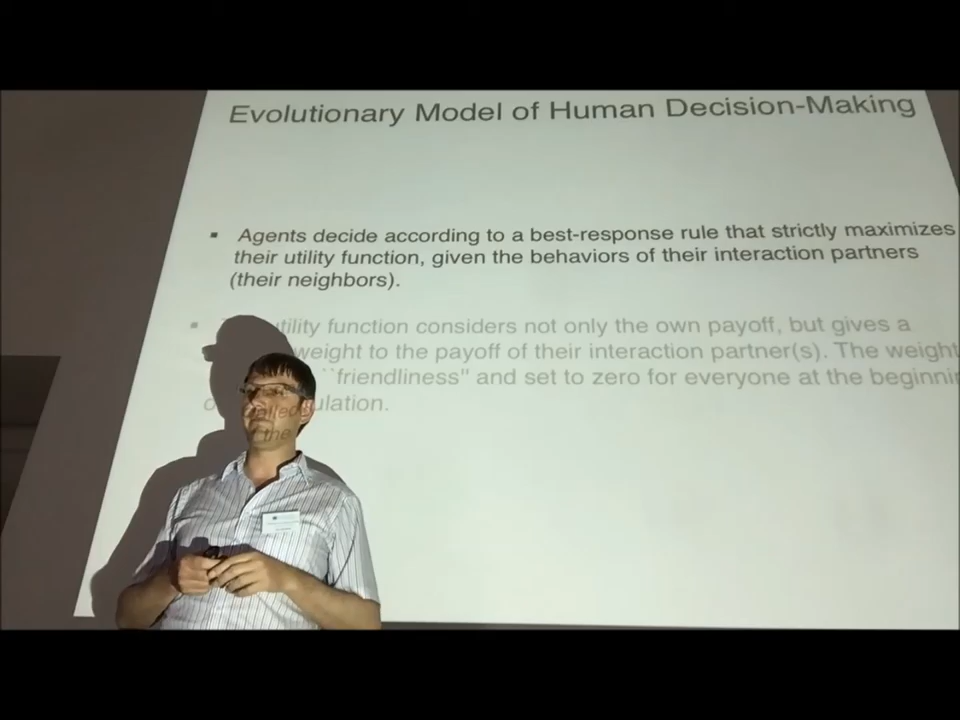 Evolutionary Model of Human Decision-Making
▪ Agents decide according to a best-response rule that strictly maximizes
their utility function, given the behaviors of their interaction partners
(their neighbors).
▪ utility function considers not only the own payoff, but gives a
weight to the payoff of their interaction partner(s). The weight
called ``friendliness" and set to zero for everyone at the
of the